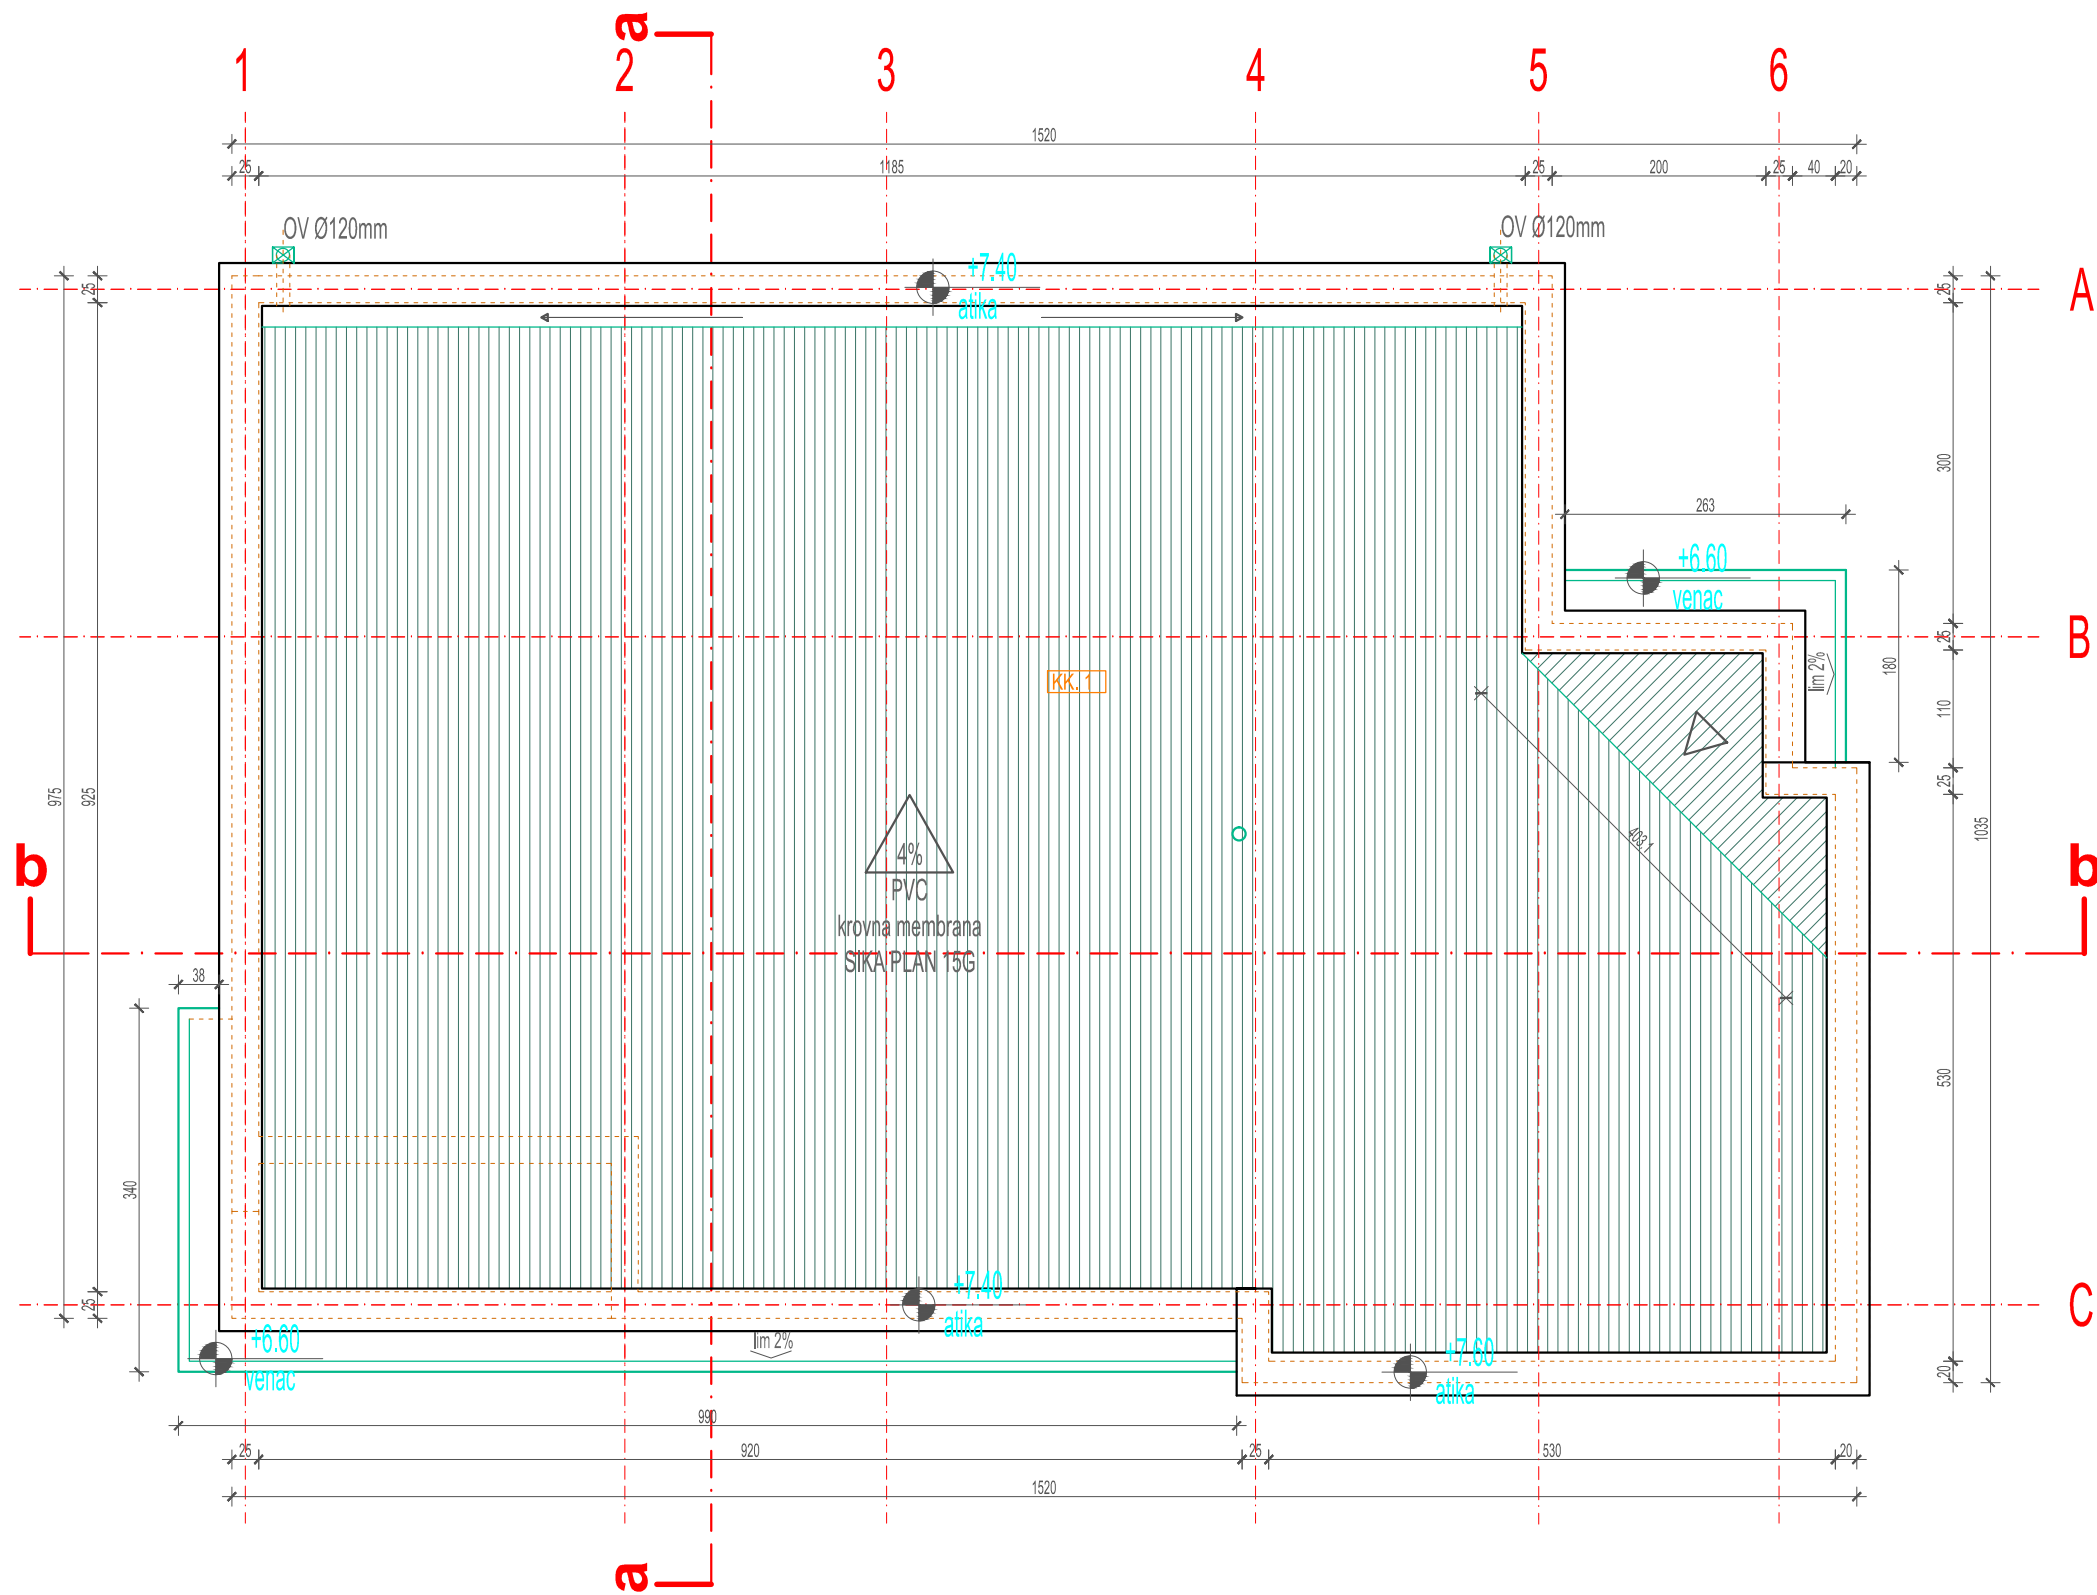 a
1 2 3 4 5 6
1520
25 1185 25 200 25 40 20
OV Ø120mm OV Ø120mm
+7.40
atika
A
25 25
300
263
+6.60
venac
B
25
lim 2%
180
110
KK. 1
25
975 925
403,1
1035
4%
PVC
krovna membrana
SIKA PLAN 15G
b b
38
340
530
+7.40
atika
C
25
+6.60
venac
lim 2%
+7.60
atika
20
990
25 920 25 530 20
1520
a